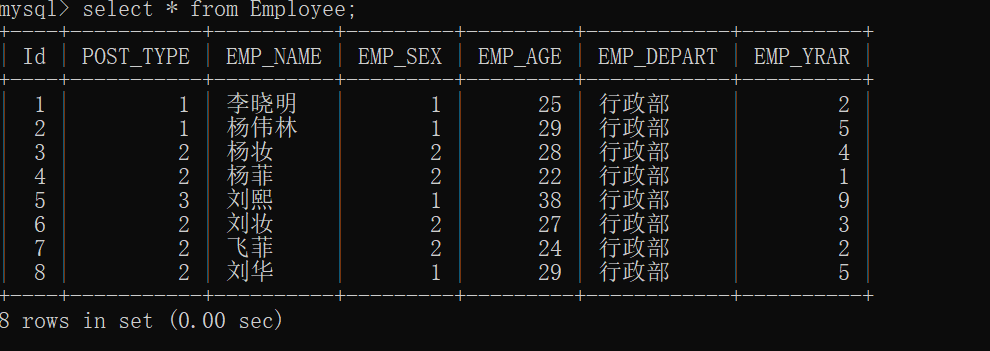 mysql> select * from Employee;
+----+-----------+----------+---------+---------+------------+----------+
| Id | POST_TYPE | EMP_NAME | EMP_SEX | EMP_AGE | EMP_DEPART | EMP_YRAR |
+----+-----------+----------+---------+---------+------------+----------+
| 1 | 1 | 李晓明 | 1 | 25 | 行政部 | 2 |
| 2 | 1 | 杨伟林 | 1 | 29 | 行政部 | 5 |
| 3 | 2 | 杨妆 | 2 | 28 | 行政部 | 4 |
| 4 | 2 | 杨菲 | 2 | 22 | 行政部 | 1 |
| 5 | 3 | 刘熙 | 1 | 38 | 行政部 | 9 |
| 6 | 2 | 刘妆 | 2 | 27 | 行政部 | 3 |
| 7 | 2 | 飞菲 | 2 | 24 | 行政部 | 2 |
| 8 | 2 | 刘华 | 1 | 29 | 行政部 | 5 |
+----+-----------+----------+---------+---------+------------+----------+
8 rows in set (0.00 sec)